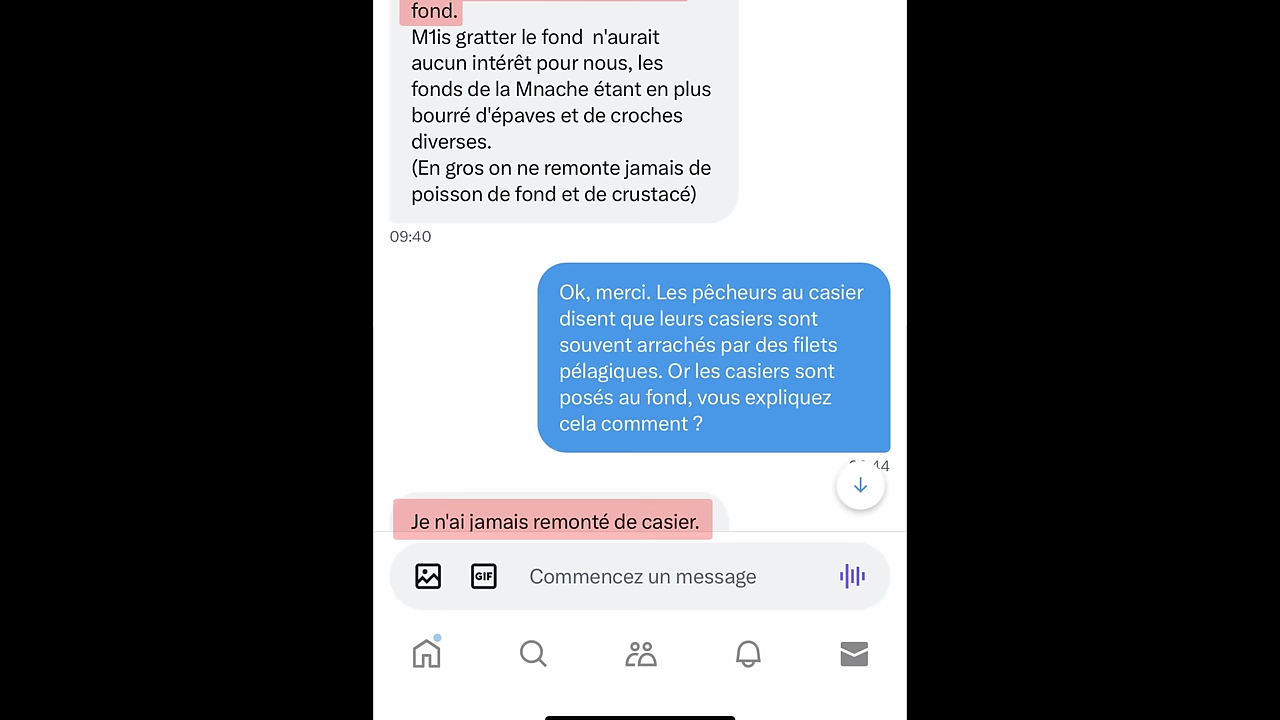 fond.
M1is gratter le fond  n'aurait
aucun intérêt pour nous, les
fonds de la Mnache étant en plus
bourré d'épaves et de croches
diverses.
(En gros on ne remonte jamais de
poisson de fond et de crustacé)
09:40
Ok, merci. Les pêcheurs au casier
disent que leurs casiers sont
souvent arrachés par des filets
pélagiques. Or les casiers sont
posés au fond, vous expliquez
cela comment ?
Je n'ai jamais remonté de casier.
GIF
Commencez un message